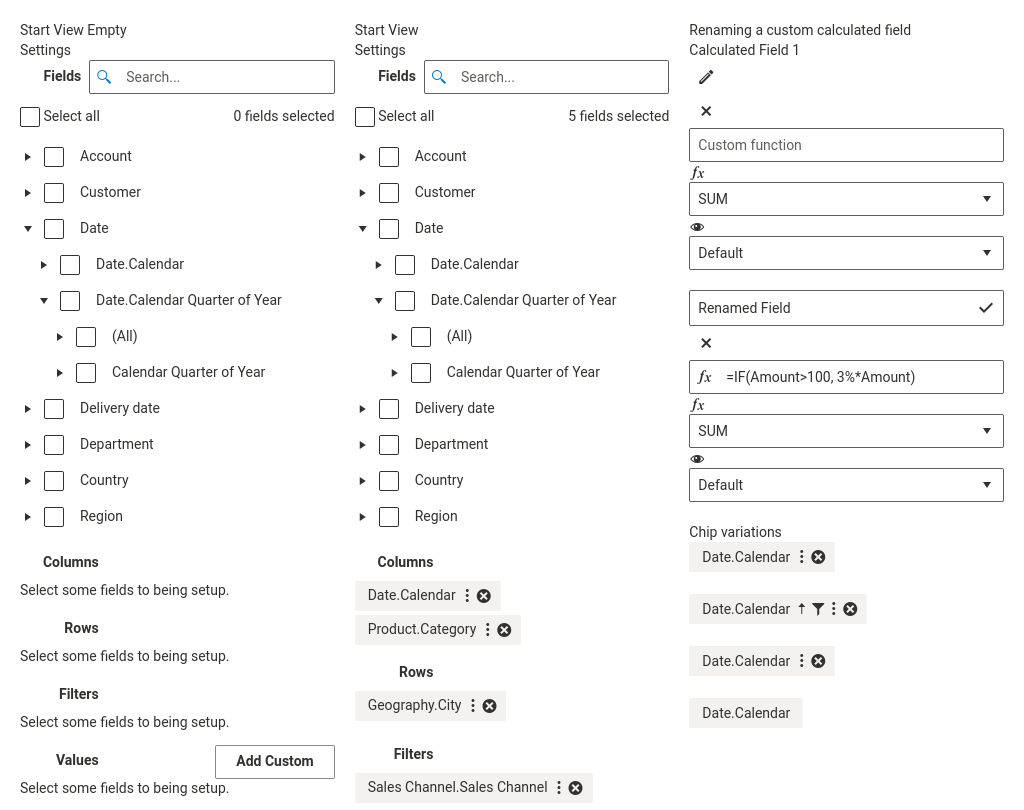 Start View Empty
Settings
Fields
Search...
Select all
0 fields selected
Account
Customer
Date
Date.Calendar
Date.Calendar Quarter of Year
(All)
Calendar Quarter of Year
Delivery date
Department
Country
Region
Columns
Select some fields to being setup.
Rows
Select some fields to being setup.
Filters
Select some fields to being setup.
Values
Add Custom
Select some fields to being setup.
Start View
Settings
Fields
Search...
Select all
5 fields selected
Account
Customer
Date
Date.Calendar
Date.Calendar Quarter of Year
(All)
Calendar Quarter of Year
Delivery date
Department
Country
Region
Columns
Date.Calendar
Product.Category
Rows
Geography.City
Filters
Sales Channel.Sales Channel
Renaming a custom calculated field
Calculated Field 1
Custom function
fx
SUM
Default
Renamed Field
fx =IF(Amount>100, 3%*Amount)
fx
SUM
Default
Chip variations
Date.Calendar
Date.Calendar
Date.Calendar
Date.Calendar